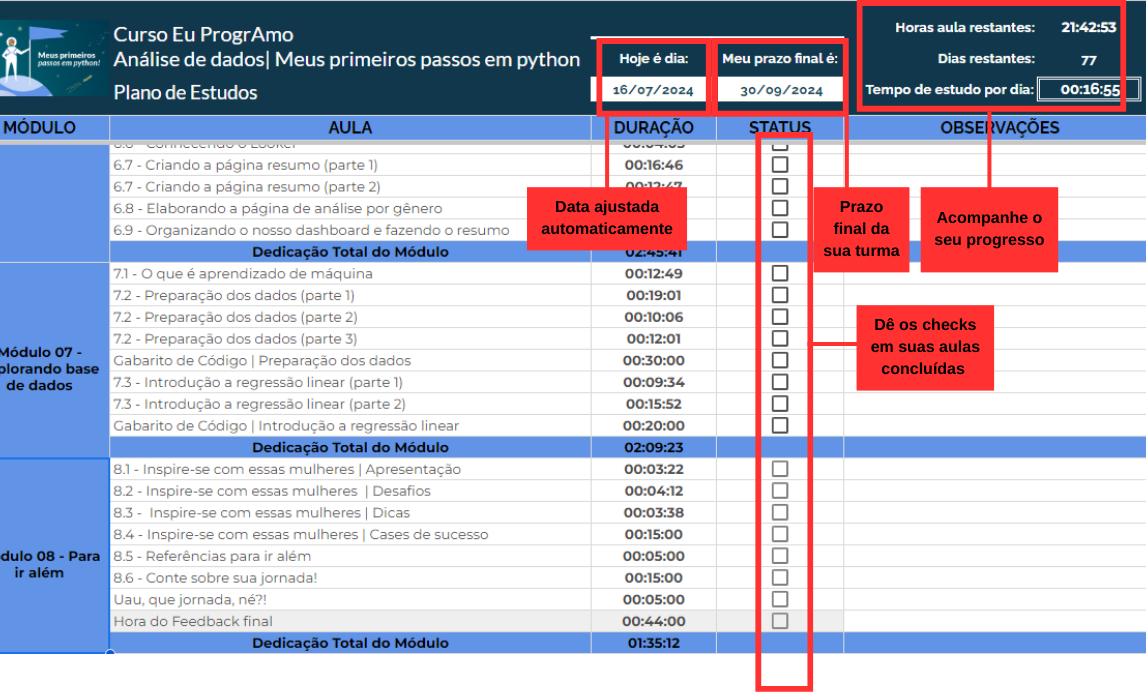 Meus primeiros
passos em python!
Curso Eu ProgrAmo
Análise de dados| Meus primeiros passos em python
Plano de Estudos
Hoje é dia:
16/07/2024
Meu prazo final é:
30/09/2024
Horas aula restantes: 21:42:53
Dias restantes: 77
Tempo de estudo por dia: 00:16:55
MÓDULO AULA DURAÇÃO STATUS OBSERVAÇÕES
6.7 - Criando a página resumo (parte 1) 00:16:46
6.7 - Criando a página resumo (parte 2) 00:12:47
6.8 - Elaborando a página de análise por gênero
6.9 - Organizando o nosso dashboard e fazendo o resumo
Dedicação Total do Módulo 02:45:41
Data ajustada
automaticamente
Prazo
final da
sua turma
Acompanhe o
seu progresso
Módulo 07 -
plorando base
de dados
7.1 - O que é aprendizado de máquina 00:12:49
7.2 - Preparação dos dados (parte 1) 00:19:01
7.2 - Preparação dos dados (parte 2) 00:10:06
7.2 - Preparação dos dados (parte 3) 00:12:01
Gabarito de Código | Preparação dos dados 00:30:00
7.3 - Introdução a regressão linear (parte 1) 00:09:34
7.3 - Introdução a regressão linear (parte 2) 00:15:52
Gabarito de Código | Introdução a regressão linear 00:20:00
Dedicação Total do Módulo 02:09:23
Dê os checks
em suas aulas
concluídas
dulo 08 - Para
ir além
8.1 - Inspire-se com essas mulheres | Apresentação 00:03:22
8.2 - Inspire-se com essas mulheres | Desafios 00:04:12
8.3 - Inspire-se com essas mulheres | Dicas 00:03:38
8.4 - Inspire-se com essas mulheres | Cases de sucesso 00:15:00
8.5 - Referências para ir além 00:05:00
8.6 - Conte sobre sua jornada! 00:15:00
Uau, que jornada, né?! 00:05:00
Hora do Feedback final 00:44:00
Dedicação Total do Módulo 01:35:12